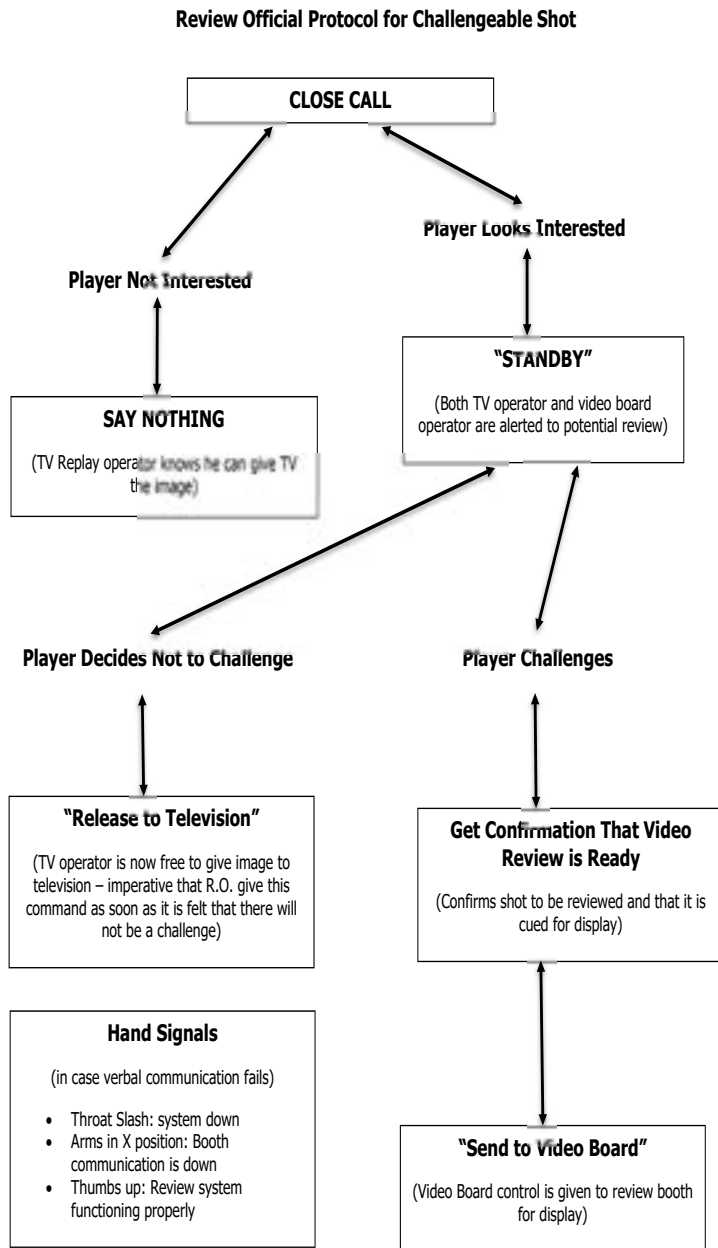 Review Official Protocol for Challengeable Shot
CLOSE CALL
Player Looks Interested
Player Not Interested
“STANDBY”
(Both TV operator and video board
operator are alerted to potential review)
SAY NOTHING
(TV Replay operator knows he can give TV
the image)
Player Decides Not to Challenge
Player Challenges
“Release to Television”
(TV operator is now free to give image to
television – imperative that R.O. give this
command as soon as it is felt that there will
not be a challenge)
Get Confirmation That Video
Review is Ready
(Confirms shot to be reviewed and that it is
cued for display)
Hand Signals
(in case verbal communication fails)
• Throat Slash: system down
• Arms in X position: Booth
communication is down
• Thumbs up: Review system
functioning properly
“Send to Video Board”
(Video Board control is given to review booth
for display)